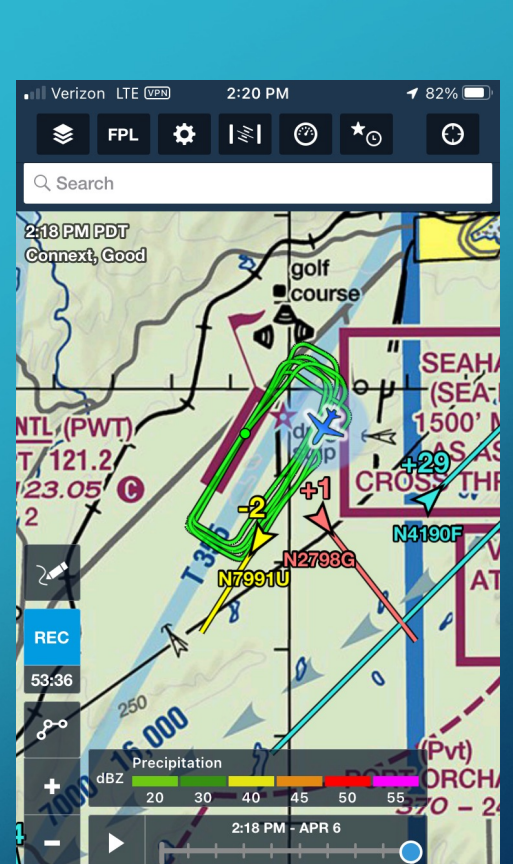 Verizon LTE VPN 2:20 PM 82%
FPL
Search
2:18 PM PDT
Connext, Good
golf
course
SEAHA
(SEA
NTL (PWT)
1500' M
T 121.2
AS AS
+29
23.05 C
CROSS THR
+1
2
-2
N4190F
N2798G
N7991U
V
AT
REC
53:36
250
16,000
7000
(Pvt)
Precipitation
dBZ
ORCHA
20 30 40 45 50 55
370 - 24
2:18 PM - APR 6